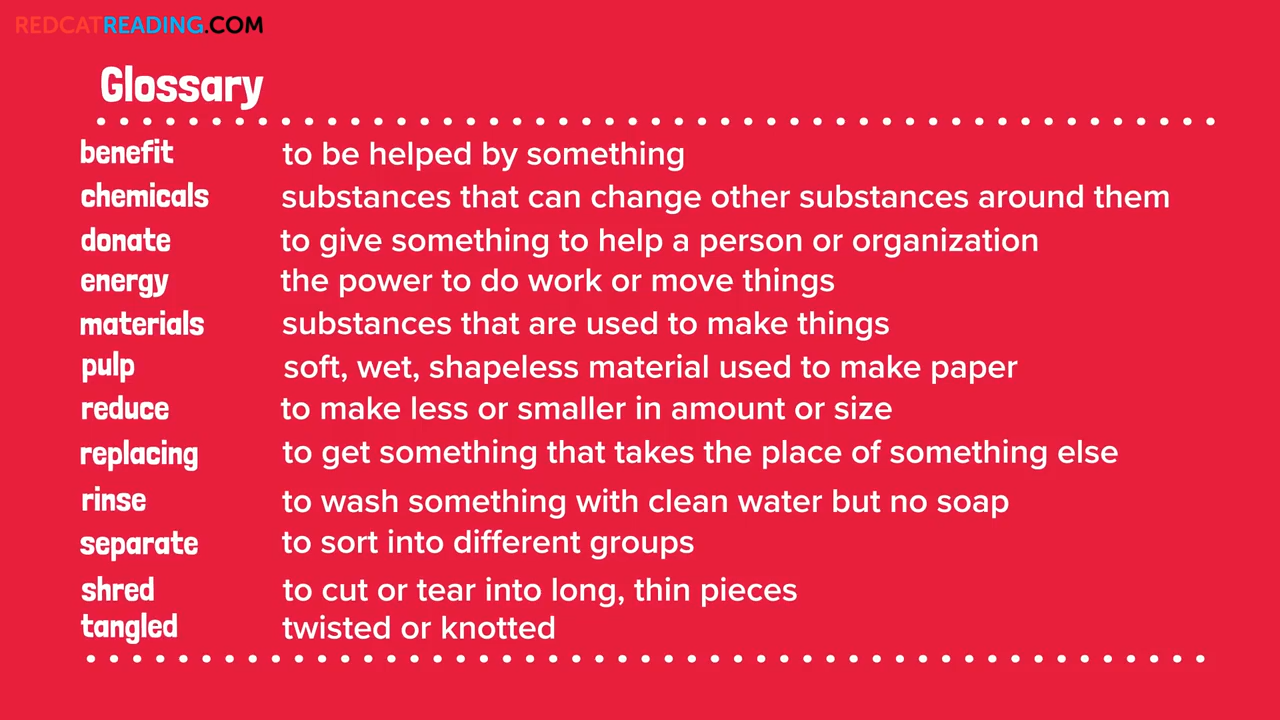 REDCATREADING.COM
Glossary
benefit to be helped by something
chemicals substances that can change other substances around them
donate to give something to help a person or organization
energy the power to do work or move things
materials substances that are used to make things
pulp soft, wet, shapeless material used to make paper
reduce to make less or smaller in amount or size
replacing to get something that takes the place of something else
rinse to wash something with clean water but no soap
separate to sort into different groups
shred to cut or tear into long, thin pieces
tangled twisted or knotted